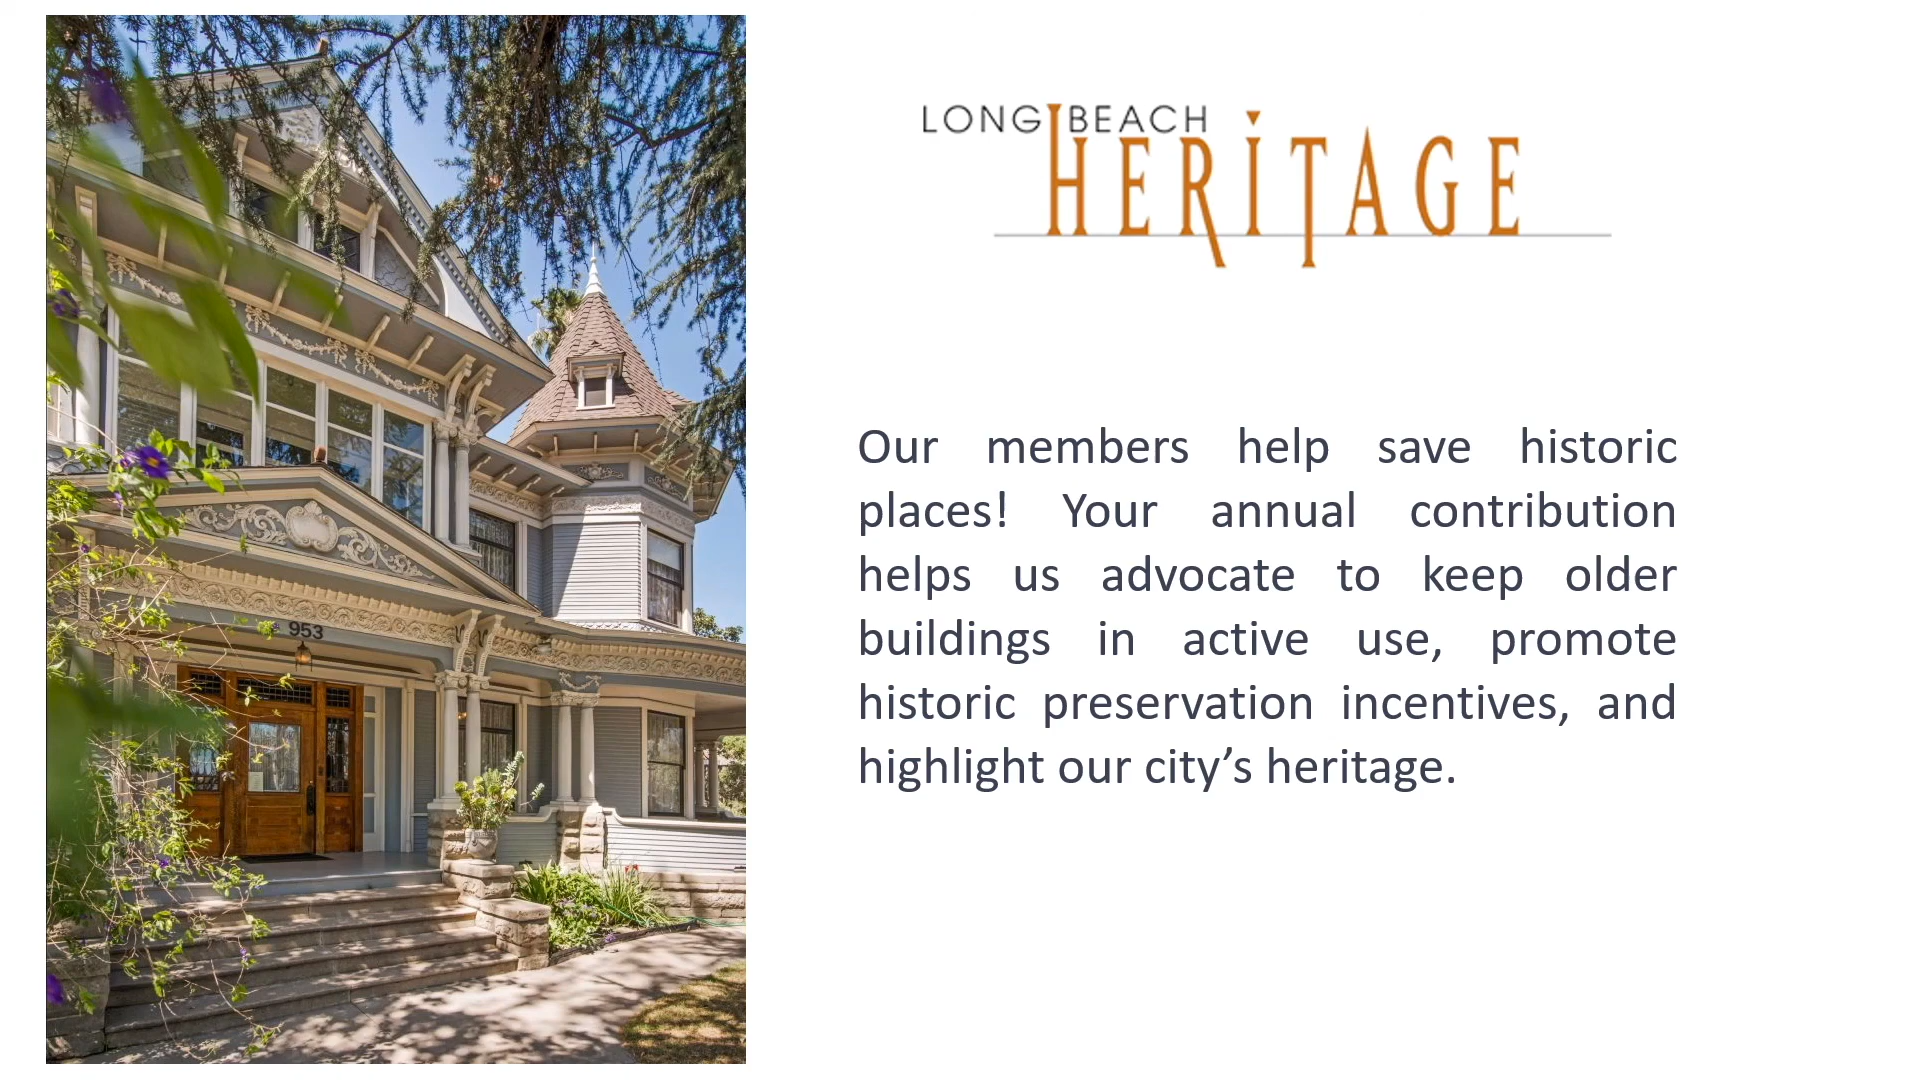 LONG BEACH
HERITAGE
Our members help save historic
places! Your annual contribution
helps us advocate to keep older
buildings in active use, promote
historic preservation incentives, and
highlight our city’s heritage.
953